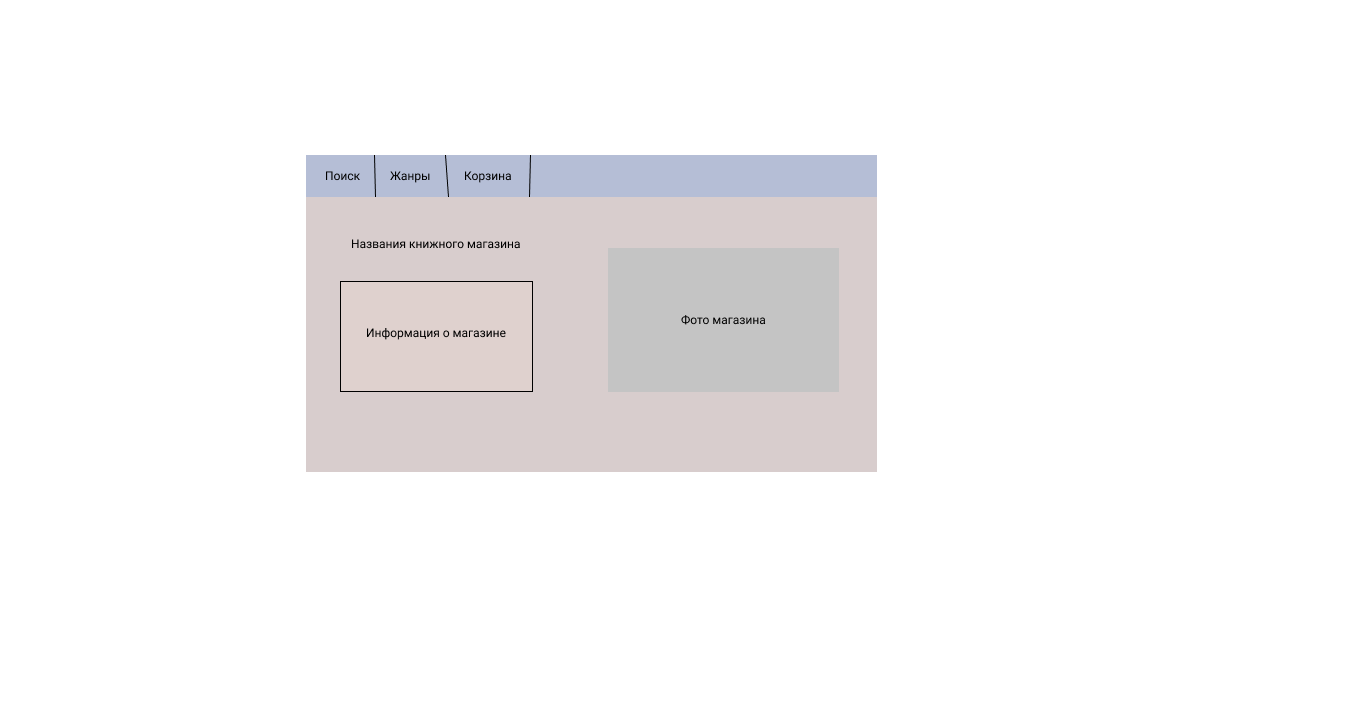 Поиск
Жанры
Корзина
Названия книжного магазина
Информация о магазине
Фото магазина